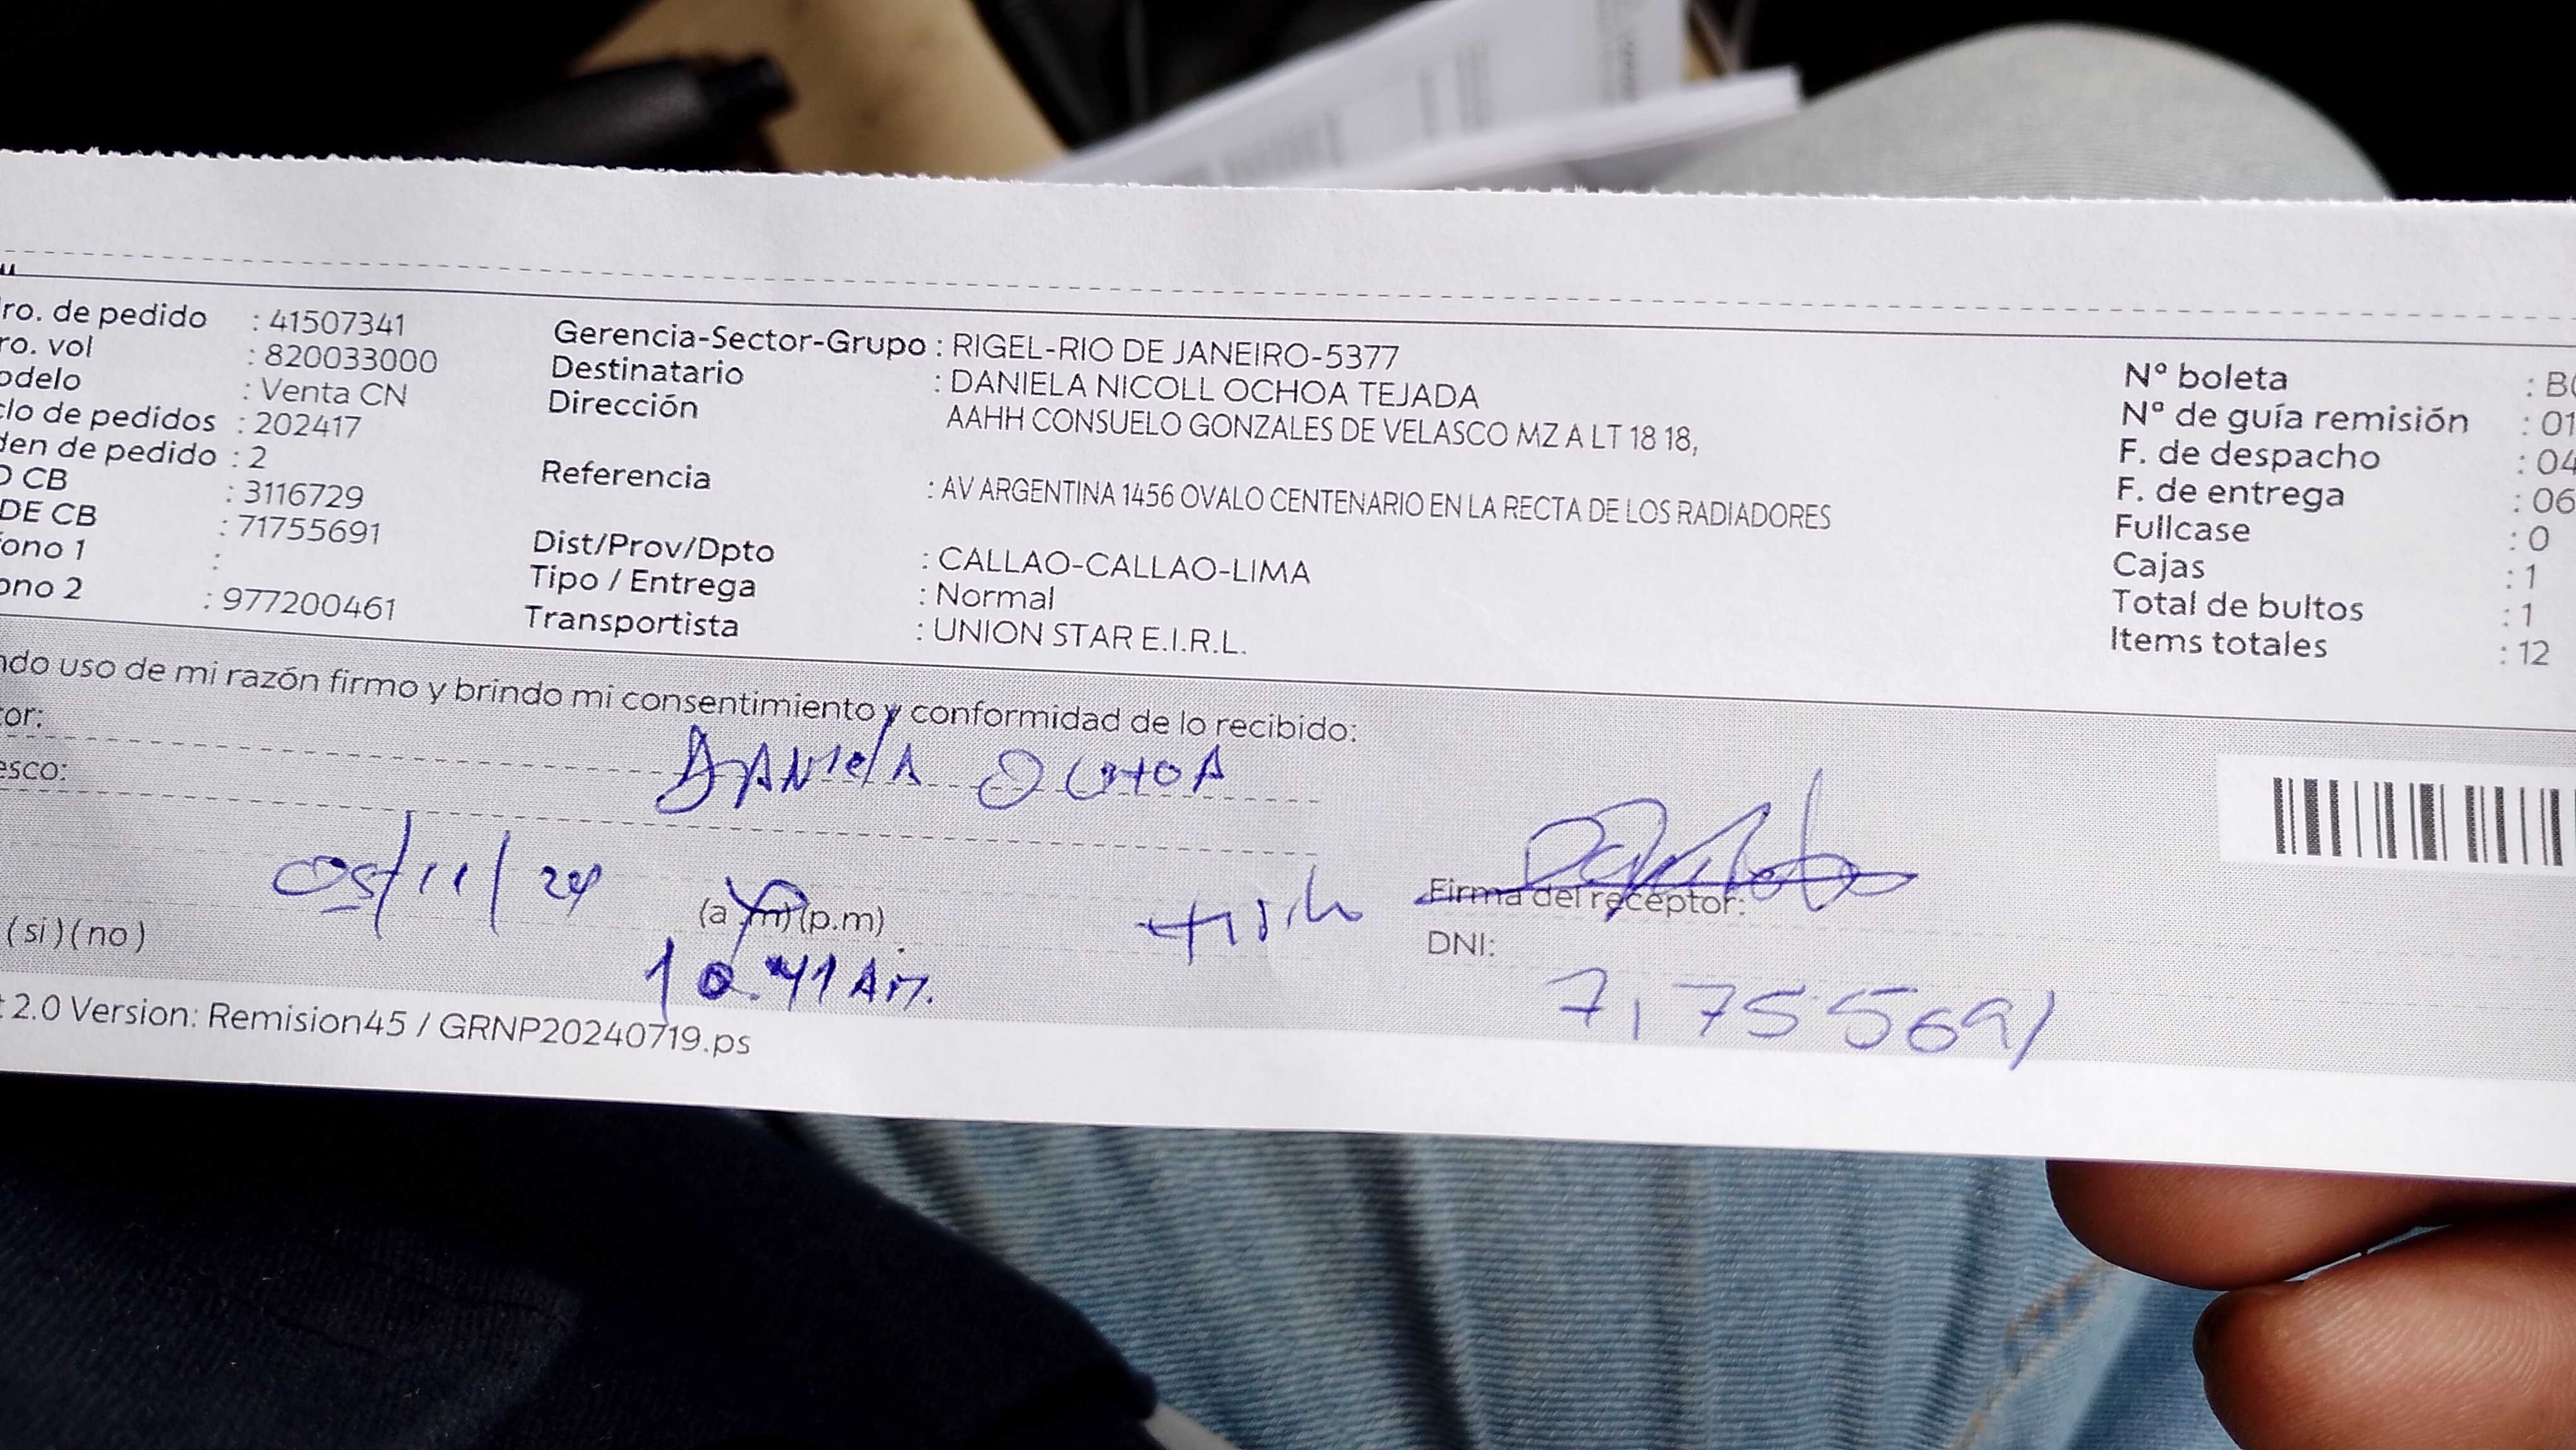 ro. de pedido : 41507341
ro. vol : 820033000
odelo : Venta CN
clo de pedidos : 202417
den de pedido : 2
O CB : 3116729
DE CB : 71755691
fono 1 :
ono 2 : 977200461
Gerencia-Sector-Grupo : RIGEL-RIO DE JANEIRO-5377
Destinatario : DANIELA NICOLL OCHOA TEJADA
Dirección AAHH CONSUELO GONZALES DE VELASCO MZ A LT 18 18,
Referencia : AV ARGENTINA 1456 OVALO CENTENARIO EN LA RECTA DE LOS RADIADORES
Dist/Prov/Dpto : CALLAO-CALLAO-LIMA
Tipo / Entrega : Normal
Transportista : UNION STAR E.I.R.L.
N° boleta : B0
N° de guía remisión : 01
F. de despacho : 04
F. de entrega : 06
Fullcase : 0
Cajas : 1
Total de bultos : 1
Items totales : 12
ndo uso de mi razón firmo y brindo mi consentimiento y conformidad de lo recibido:
tor: DANIELA OCHOA
esco:
05/11/24 (a.m) (p.m)
Firma del receptor:
(si) (no) 10.41 AM.
DNI: 71755691
t 2.0 Version: Remision45 / GRNP20240719.ps